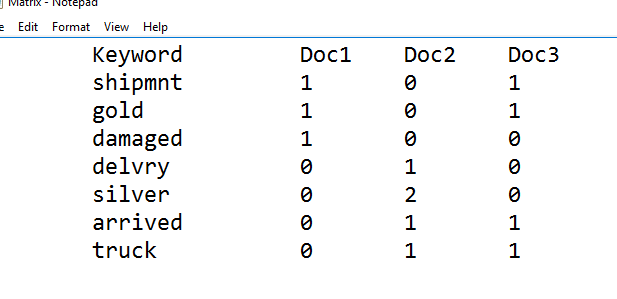 Matrix - Notepad
e Edit Format View Help
Keyword Doc1 Doc2 Doc3
shipmnt 1 0 1
gold 1 0 1
damaged 1 0 0
delvry 0 1 0
silver 0 2 0
arrived 0 1 1
truck 0 1 1